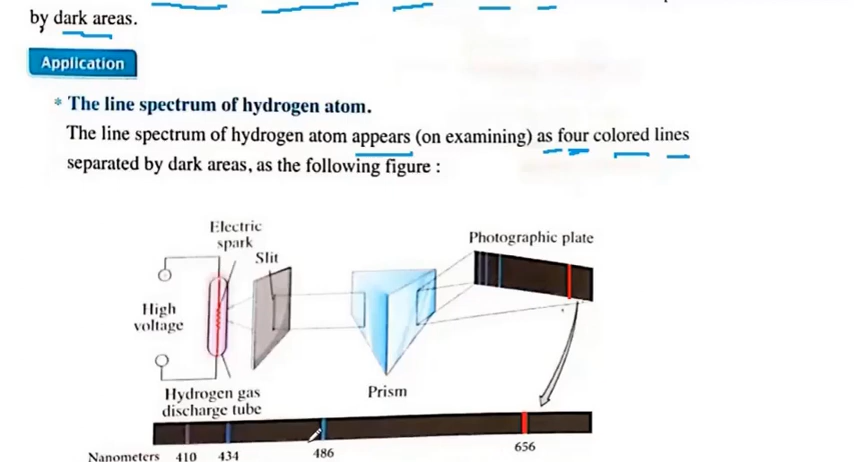 by dark areas.
Application
* The line spectrum of hydrogen atom.
The line spectrum of hydrogen atom appears (on examining) as four colored lines
separated by dark areas, as the following figure :
Electric
spark
Slit
Photographic plate
High
voltage
Hydrogen gas
discharge tube
Prism
Nanometers 410 434 486 656